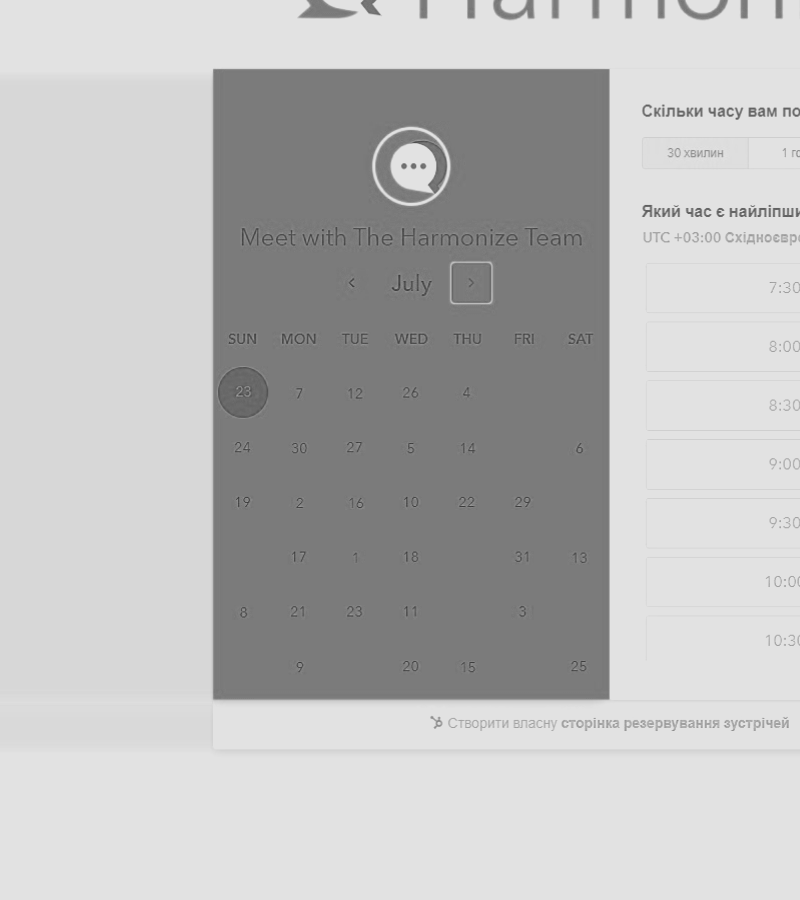 Harmon
Meet with The Harmonize Team
July
SUN MON TUE WED THU FRI SAT
23 7 12 26 4
24 30 27 5 14 6
19 2 16 10 22 29
17 1 18 31 13
8 21 23 11 3
9 20 15 25
Скільки часу вам по
30 хвилин 1 го
Який час є найліпши
UTC +03:00 Східноєвро
7:30
8:00
8:30
9:00
9:30
10:00
10:30
Створити власну сторінка резервування зустрічей